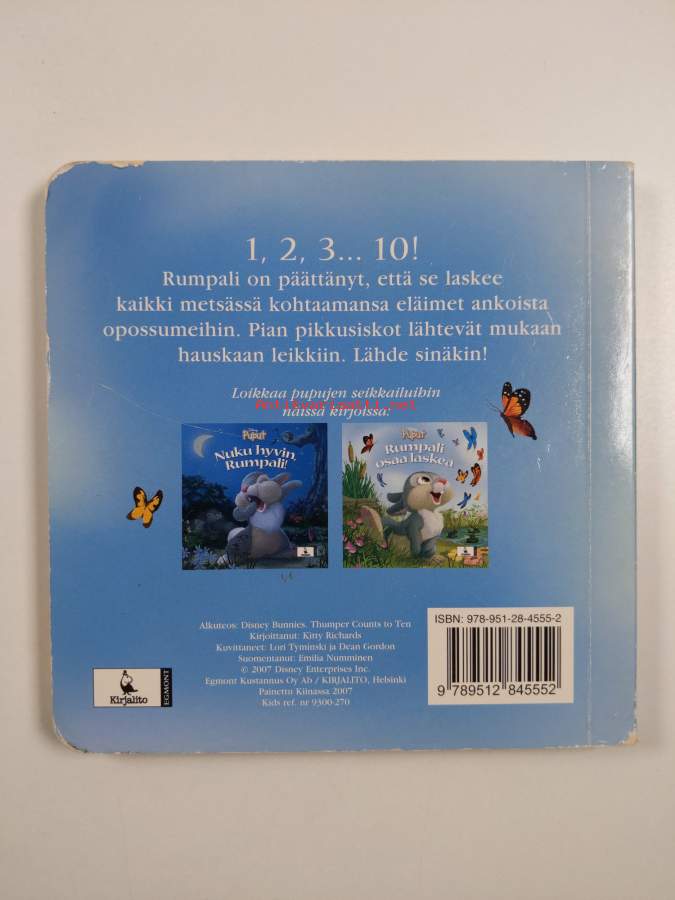 1, 2, 3... 10!
Rumpali on päättänyt, että se laskee
kaikki metsässä kohtaamansa eläimet ankoista
opossumeihin. Pian pikkusiskot lähtevät mukaan
hauskaan leikkiin. Lähde sinäkin!
Loikkaa pupujen seikkailuihin
näissä kirjoissa:
Antikvariaatti.net
Puput
Nuku hyvin,
Rumpali!
Puput
Rumpali
osaa laskea
Alkuteos: Disney Bunnies. Thumper Counts to Ten
Kirjoittanut: Kitty Richards
Kuvittaneet: Lori Tyminski ja Dean Gordon
Suomentanut: Emilia Numminen
© 2007 Disney Enterprises Inc.
Egmont Kustannus Oy Ab / KIRJALITO, Helsinki
Painettu Kiinassa 2007
Kids ref. nr 9300-270
Kirjalito
EGMONT
ISBN: 978-951-28-4555-2
9 789512 845552